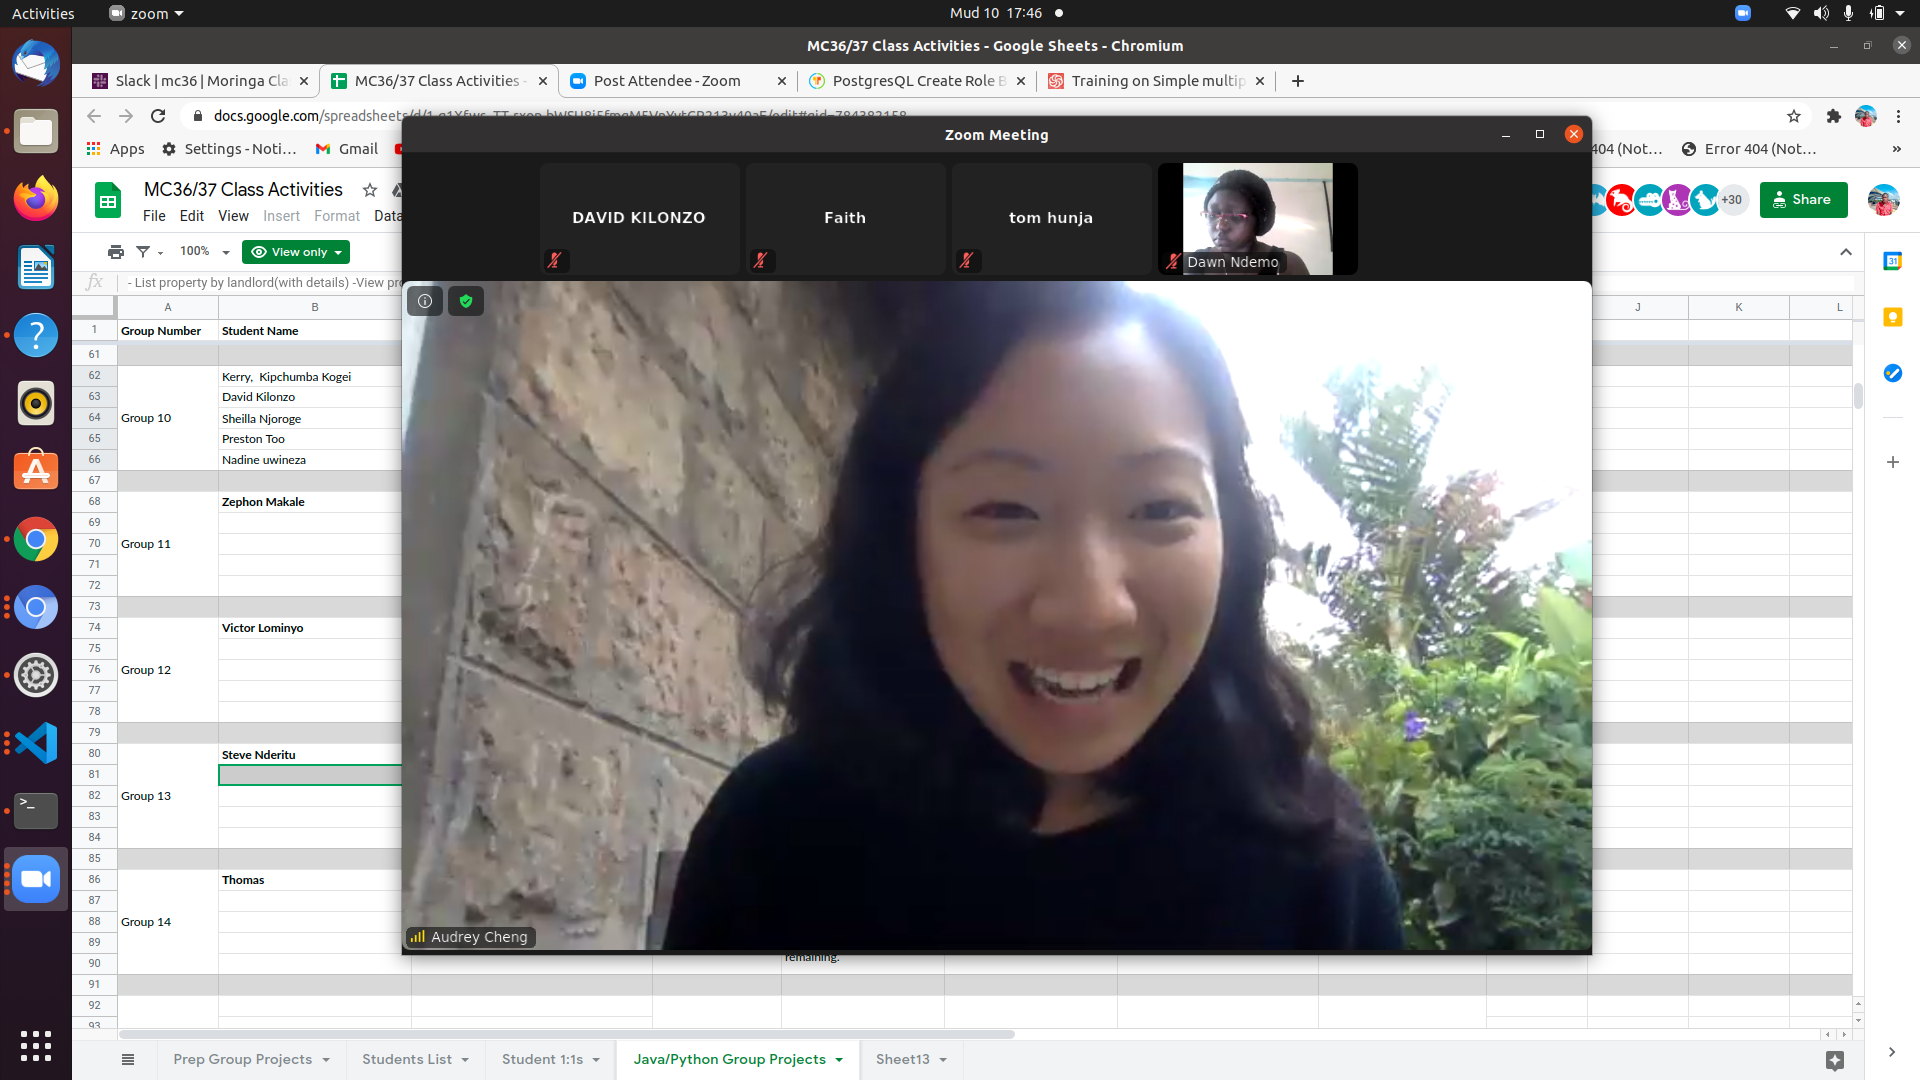 Activities
zoom
Mud 10 17:46
MC36/37 Class Activities - Google Sheets - Chromium
Slack | mc36 | Moringa Cla
MC36/37 Class Activities -
Post Attendee - Zoom
PostgresQL Create Role B
Training on Simple multip
docs.google.com/spreadsheets/d/1
Apps
Settings - Noti...
Gmail
404 (Not...
Error 404 (Not...
»
Zoom Meeting
DAVID KILONZO
Faith
tom hunja
Dawn Ndemo
MC36/37 Class Activities
File Edit View Insert Format Data
+30
Share
100%
View only
fx
- List property by landlord(with details) -View pro
A
B
J
K
L
1
Group Number
Student Name
61
62
Kerry, Kipchumba Kogei
63
David Kilonzo
64
Group 10
Sheilla Njoroge
65
Preston Too
66
Nadine uwineza
67
68
Zephon Makale
69
70
Group 11
71
72
73
74
Victor Lominyo
75
76
Group 12
77
78
79
80
Steve Nderitu
81
82
Group 13
83
84
85
86
Thomas
87
88
Group 14
89
90
remaining.
91
92
93
Audrey Cheng
Prep Group Projects
Students List
Student 1:1s
Java/Python Group Projects
Sheet13